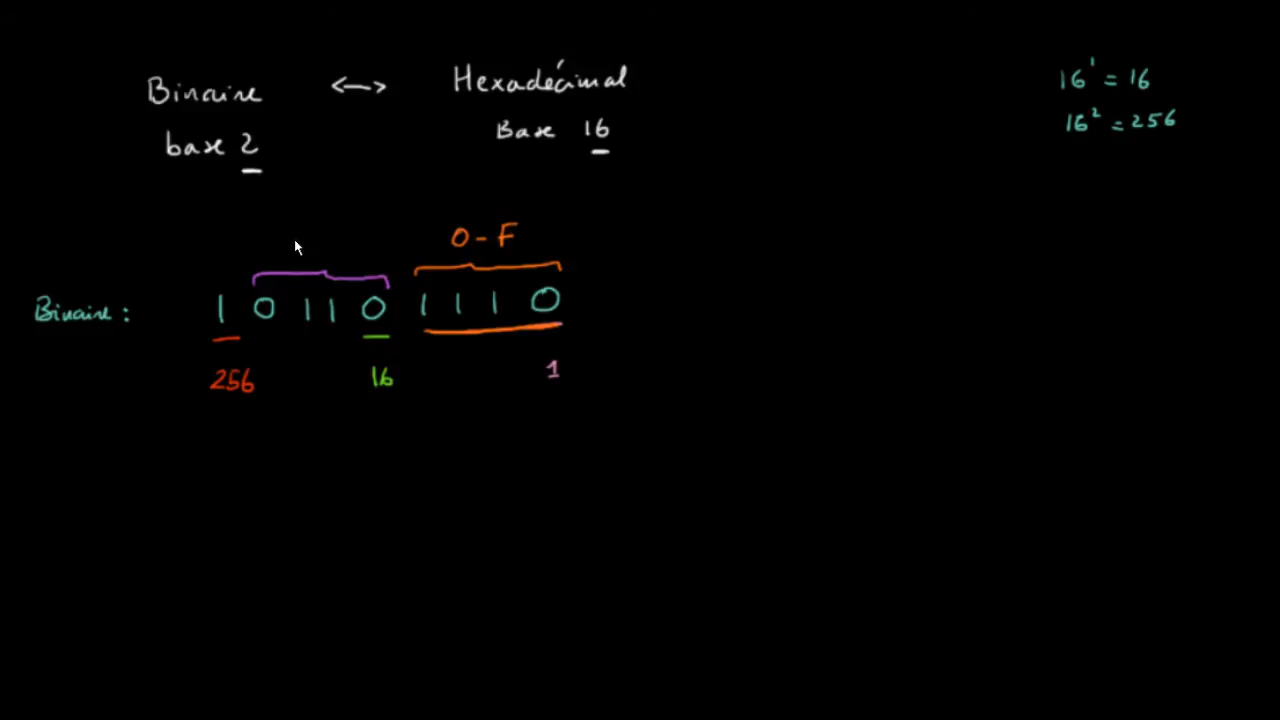 Binaire <--> Hexadécimal
base 2 Base 16
16¹ = 16
16² = 256
0 - F
Binaire : 1 0 1 1 0 1 1 1 0
256 16 1